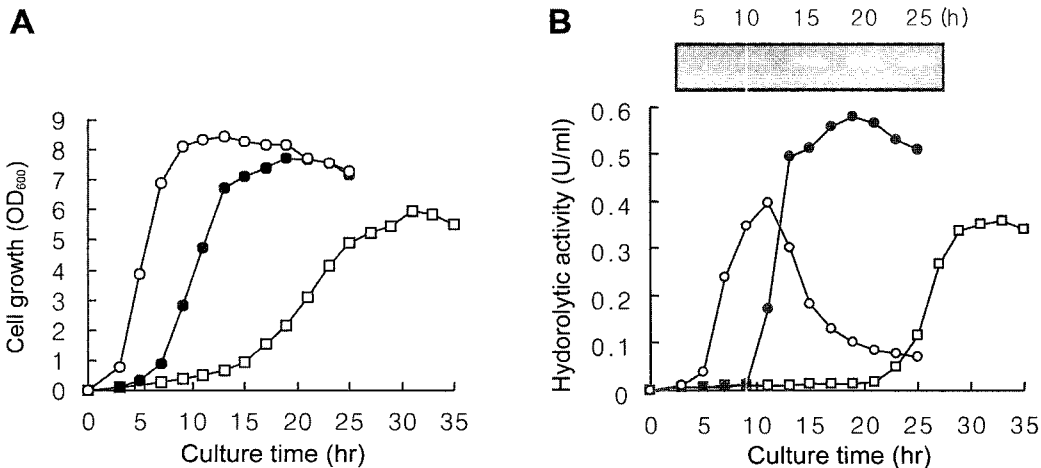 A
Cell growth (OD600)
9
8
7
6
5
4
3
2
1
0
0 5 10 15 20 25 30 35
Culture time (hr)
B
5 10 15 20 25 (h)
Hydorolytic activity (U/ml)
0.6
0.5
0.4
0.3
0.2
0.1
0
0 5 10 15 20 25 30 35
Culture time (hr)